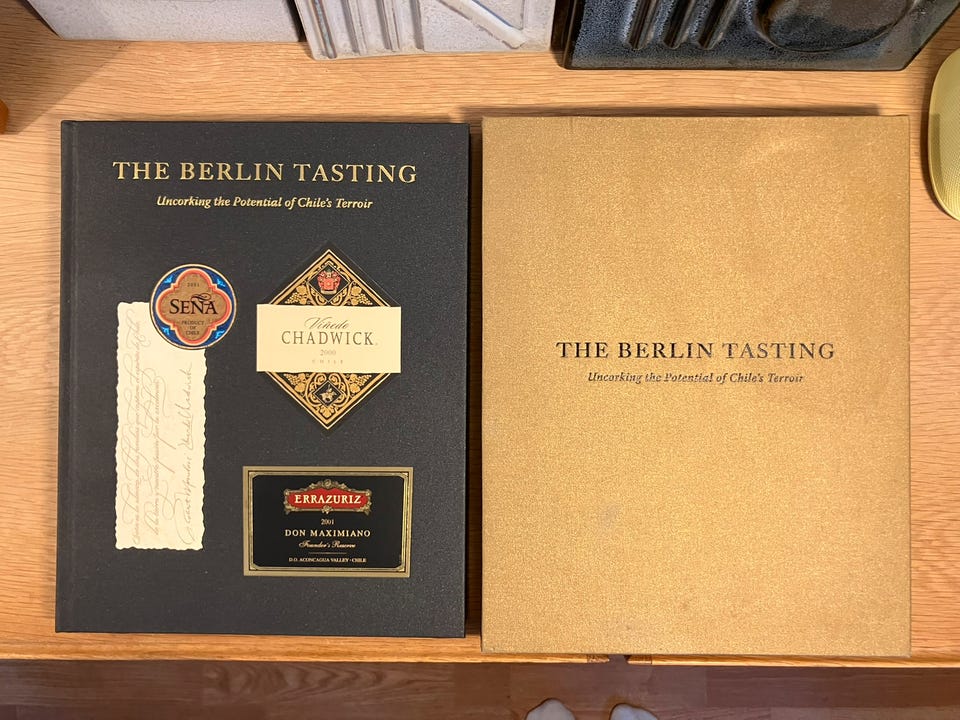 THE BERLIN TASTING
Uncorking the Potential of Chile's Terroir
2001
SEÑA
PRODUCT
OF
CHILE
Viñedo
CHADWICK
2000
CHILE
ERRAZURIZ
2001
DON MAXIMIANO
Founder's Reserve
D.O. ACONCAGUA VALLEY · CHILE
THE BERLIN TASTING
Uncorking the Potential of Chile's Terroir